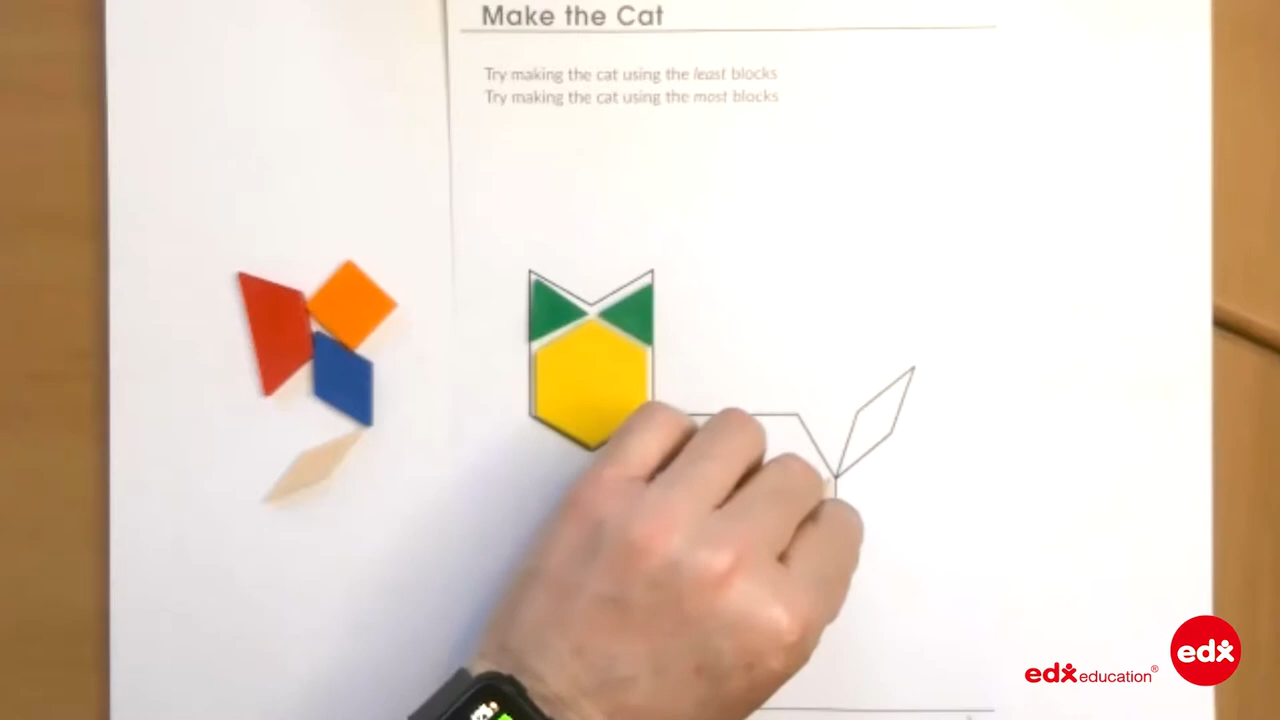 Make the Cat
Try making the cat using the least blocks
Try making the cat using the most blocks
edx
edx education®